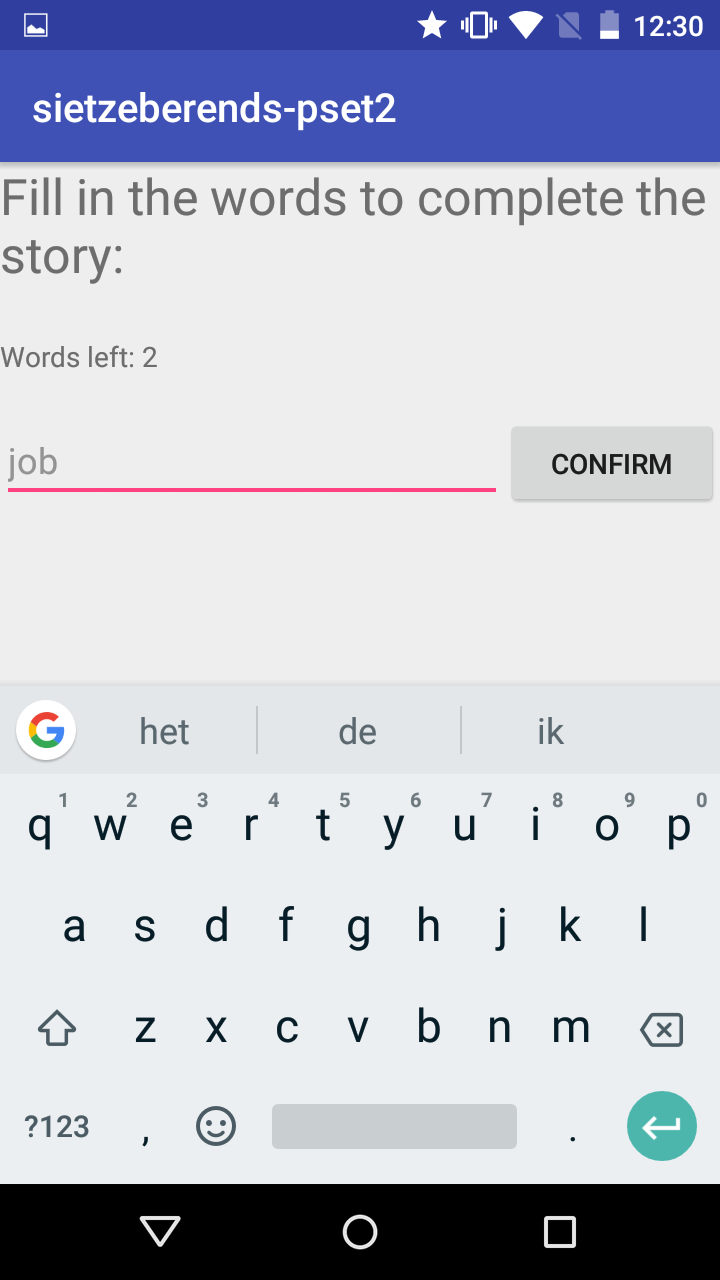 12:30
sietzeberends-pset2
Fill in the words to complete the
story:
Words left: 2
job
CONFIRM
het de ik
1 2 3 4 5 6 7 8 9 0
q w e r t y u i o p
a s d f g h j k l
z x c v b n m
?123 , .